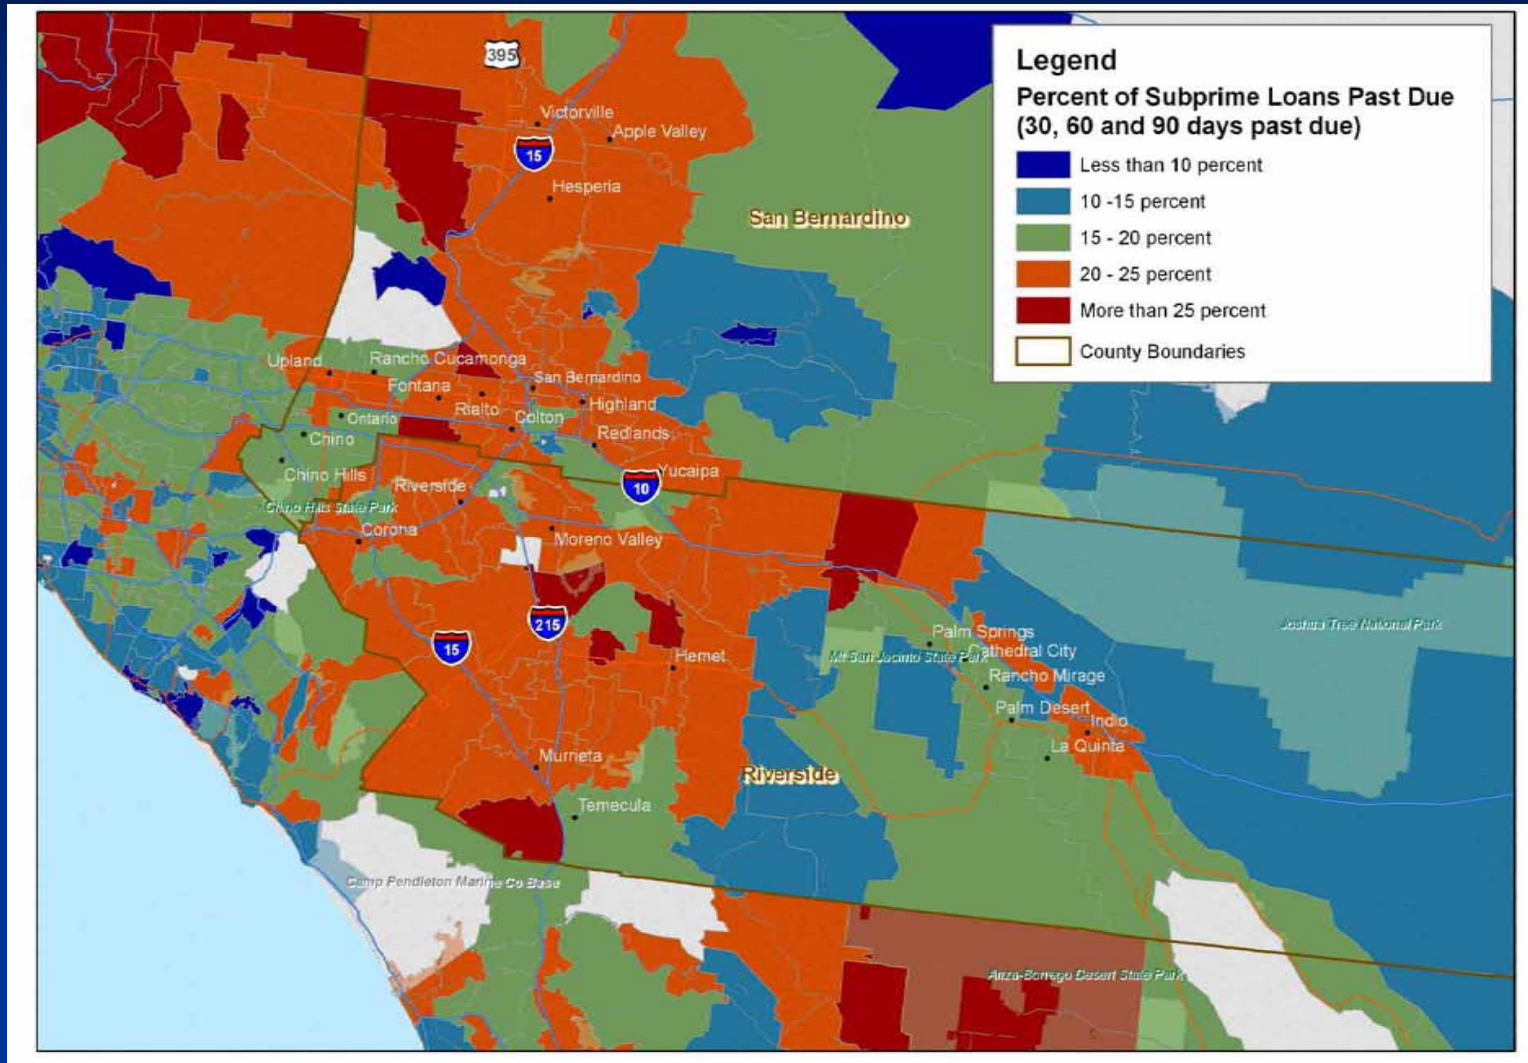 Legend
Percent of Subprime Loans Past Due
(30, 60 and 90 days past due)
Less than 10 percent
10 -15 percent
15 - 20 percent
20 - 25 percent
More than 25 percent
County Boundaries
395
Victorville
Apple Valley
15
Hesperia
San Bernardino
Upland
Rancho Cucamonga
Fontana
San Bernardino
Rialto
Highland
Ontario
Colton
Chino
Redlands
Chino Hills
Yucaipa
Riverside
10
Chino Hills State Park
Corona
Moreno Valley
215
15
Joshua Tree National Park
Palm Springs
Hemet
Mt San Jacinto State Park
Cathedral City
Rancho Mirage
Palm Desert
Indio
La Quinta
Murrieta
Riverside
Temecula
Camp Pendleton Marine Co Base
Anza-Borrego Desert State Park